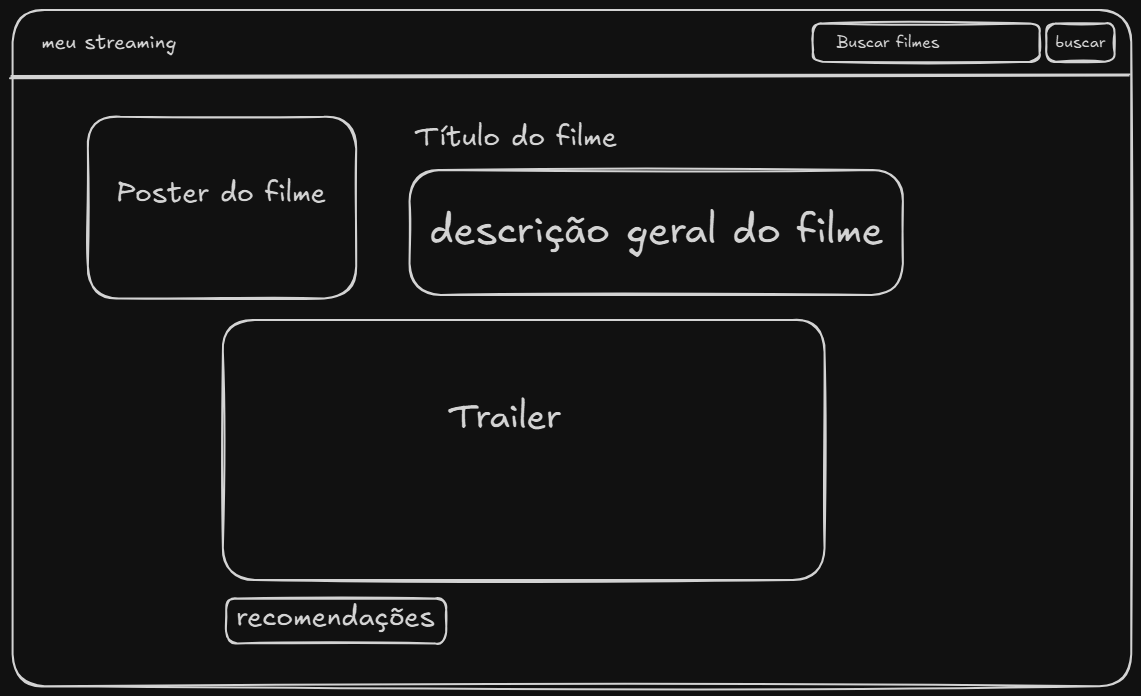 meu streaming
Buscar filmes
buscar
Título do filme
Poster do filme
descrição geral do filme
Trailer
recomendações